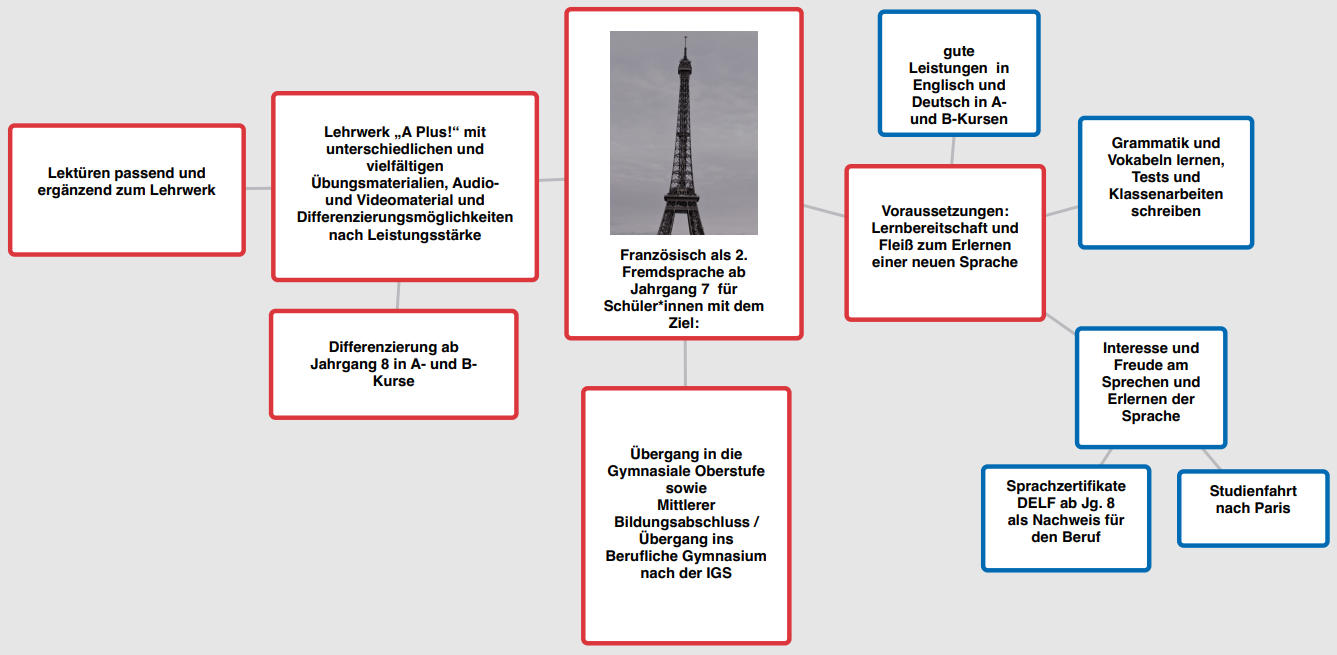 Lektüren passend und
ergänzend zum Lehrwerk
Lehrwerk „A Plus!“ mit
unterschiedlichen und
vielfältigen
Übungsmaterialien, Audio-
und Videomaterial und
Differenzierungsmöglichkeiten
nach Leistungsstärke
Differenzierung ab
Jahrgang 8 in A- und B-
Kurse
Französisch als 2.
Fremdsprache ab
Jahrgang 7 für
Schüler*innen mit dem
Ziel:
Übergang in die
Gymnasiale Oberstufe
sowie
Mittlerer
Bildungsabschluss /
Übergang ins
Berufliche Gymnasium
nach der IGS
gute
Leistungen in
Englisch und
Deutsch in A-
und B-Kursen
Voraussetzungen:
Lernbereitschaft und
Fleiß zum Erlernen
einer neuen Sprache
Grammatik und
Vokabeln lernen,
Tests und
Klassenarbeiten
schreiben
Interesse und
Freude am
Sprechen und
Erlernen der
Sprache
Sprachzertifikate
DELF ab Jg. 8
als Nachweis für
den Beruf
Studienfahrt
nach Paris